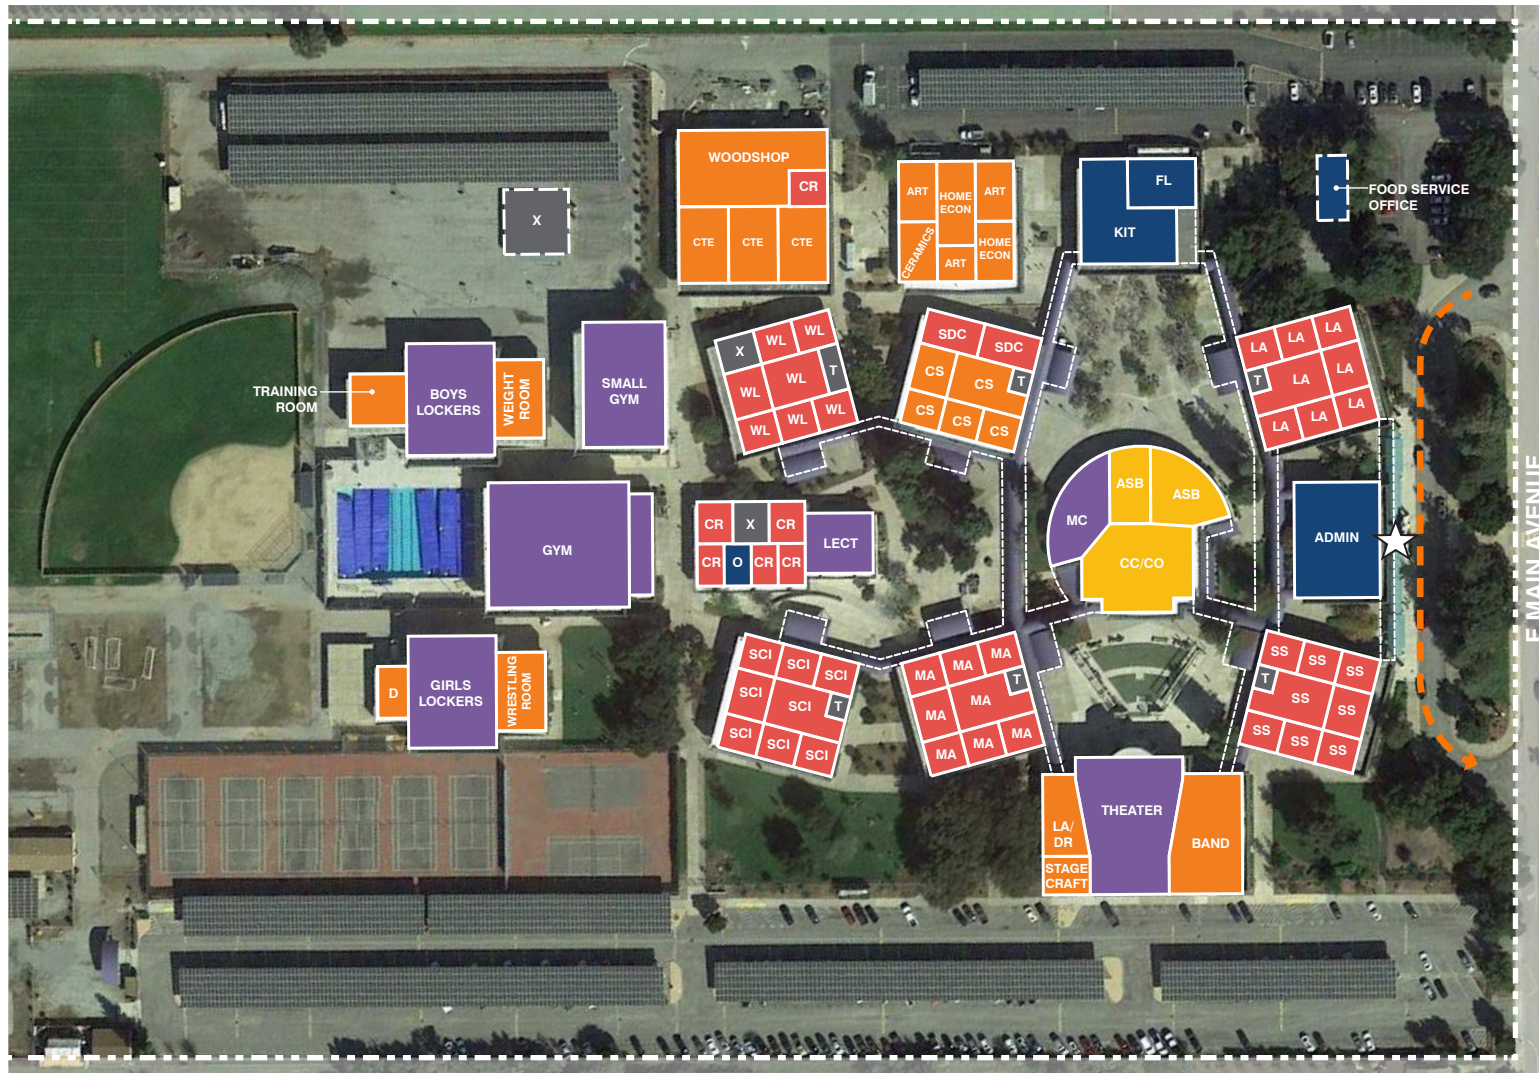 WOODSHOP
CR
CTE
CTE
CTE
ART
HOME
ECON
ART
CERAMICS
ART
HOME
ECON
FL
KIT
FOOD SERVICE
OFFICE
X
TRAINING
ROOM
BOYS
LOCKERS
WEIGHT
ROOM
SMALL
GYM
X
WL
WL
WL
WL
T
WL
WL
WL
SDC
SDC
CS
CS
T
CS
CS
CS
LA
LA
LA
T
LA
LA
LA
LA
LA
GYM
CR
X
CR
CR
O
CR
CR
LECT
MC
ASB
ASB
CC/CO
ADMIN
E MAIN AVENUE
D
GIRLS
LOCKERS
WRESTLING
ROOM
SCI
SCI
SCI
SCI
SCI
T
SCI
SCI
SCI
MA
MA
MA
T
MA
MA
MA
MA
MA
SS
SS
SS
T
SS
SS
SS
SS
SS
LA/
DR
STAGE
CRAFT
THEATER
BAND